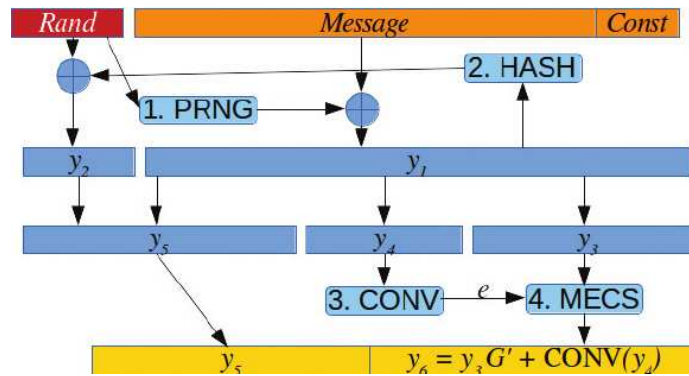 Rand Message Const
2. HASH
1. PRNG
y₂ y₁
y₅ y₄ y₃
3. CONV e 4. MECS
y₅ y₆ = y₃G' + CONV(y₄)